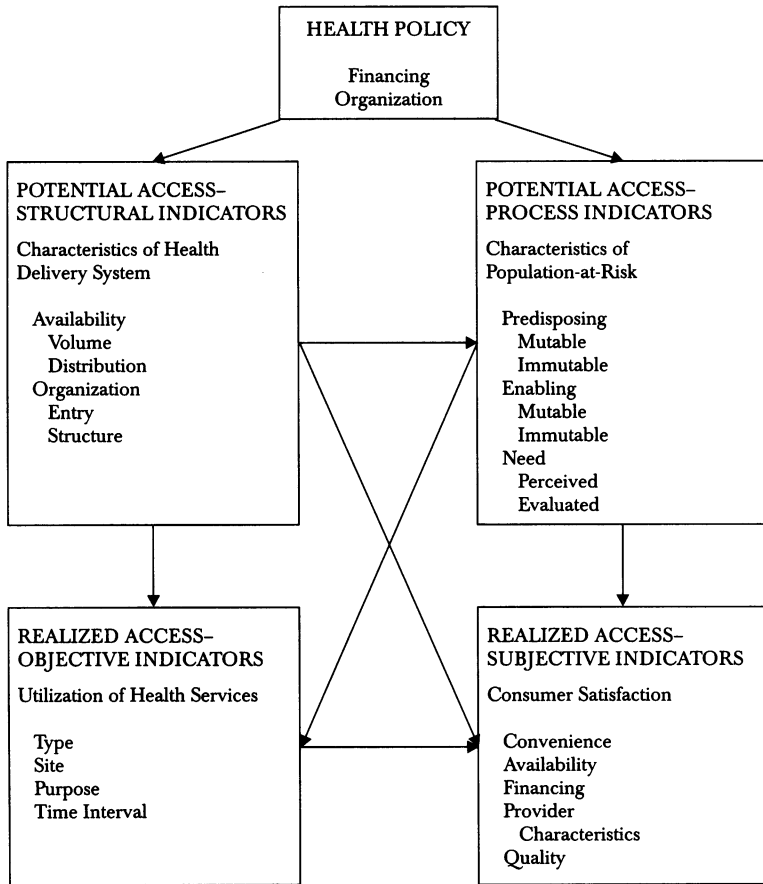 HEALTH POLICY
Financing
Organization
POTENTIAL ACCESS–
STRUCTURAL INDICATORS
Characteristics of Health
Delivery System
Availability
Volume
Distribution
Organization
Entry
Structure
POTENTIAL ACCESS–
PROCESS INDICATORS
Characteristics of
Population-at-Risk
Predisposing
Mutable
Immutable
Enabling
Mutable
Immutable
Need
Perceived
Evaluated
REALIZED ACCESS–
OBJECTIVE INDICATORS
Utilization of Health Services
Type
Site
Purpose
Time Interval
REALIZED ACCESS–
SUBJECTIVE INDICATORS
Consumer Satisfaction
Convenience
Availability
Financing
Provider
Characteristics
Quality